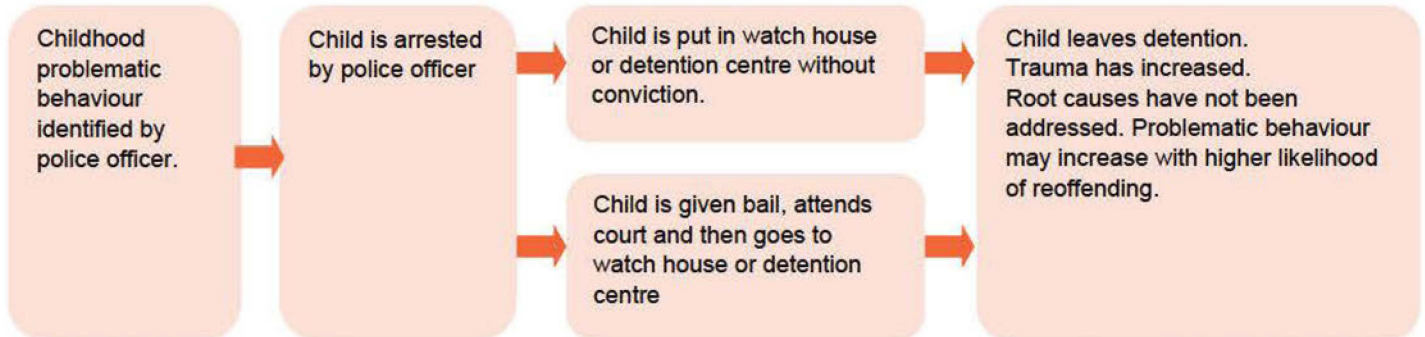 Childhood
problematic
behaviour
identified by
police officer.
Child is arrested
by police officer
Child is put in watch house
or detention centre without
conviction.
Child is given bail, attends
court and then goes to
watch house or detention
centre
Child leaves detention.
Trauma has increased.
Root causes have not been
addressed. Problematic behaviour
may increase with higher likelihood
of reoffending.